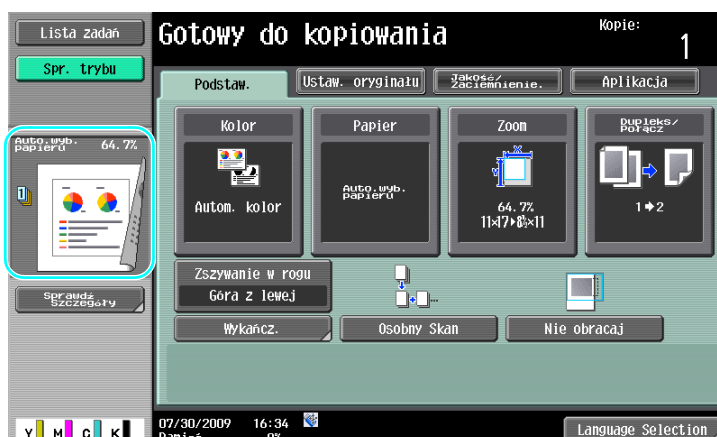 Lista zadań
Gotowy do kopiowania
Kopie:
1
Spr. trybu
Podstaw.
Ustaw. oryginału
Jakość/
Zaciemnienie.
Aplikacja
Auto.wyb.
papieru
64. 7%
1
Kolor
Autom. kolor
Papier
Auto.wyb.
papieru
Zoom
64. 7%
11×17▸8½×11
Dupleks/
Połącz
1➔2
Zszywanie w rogu
Góra z lewej
Sprawdź
Szczegóły
Wykańcz.
Osobny Skan
Nie obracaj
Y M C K
07/30/2009 16:34
Pamięć 0%
Language Selection